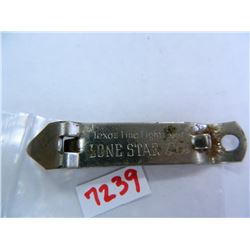 Texas' Fine Light
LONE STAR
7239